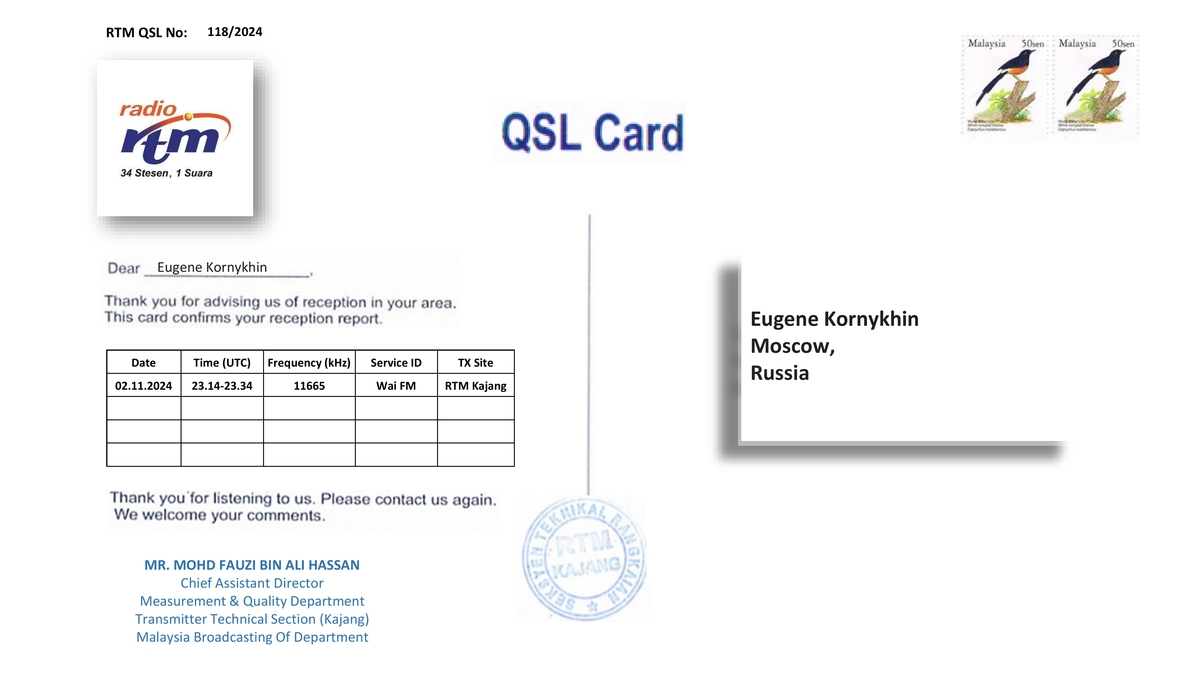 RTM QSL No: 118/2024
Malaysia 50sen
Malaysia 50sen
radio
rtm
34 Stesen, 1 Suara
QSL Card
Dear Eugene Kornykhin,
Thank you for advising us of reception in your area.
This card confirms your reception report.
Eugene Kornykhin
Moscow,
Russia
Date Time (UTC) Frequency (kHz) Service ID TX Site
02.11.2024 23.14-23.34 11665 Wai FM RTM Kajang
Thank you for listening to us. Please contact us again.
We welcome your comments.
SEKSYEN TEKNIKAL RANGKAIAN
RTM
KAJANG
MR. MOHD FAUZI BIN ALI HASSAN
Chief Assistant Director
Measurement & Quality Department
Transmitter Technical Section (Kajang)
Malaysia Broadcasting Of Department